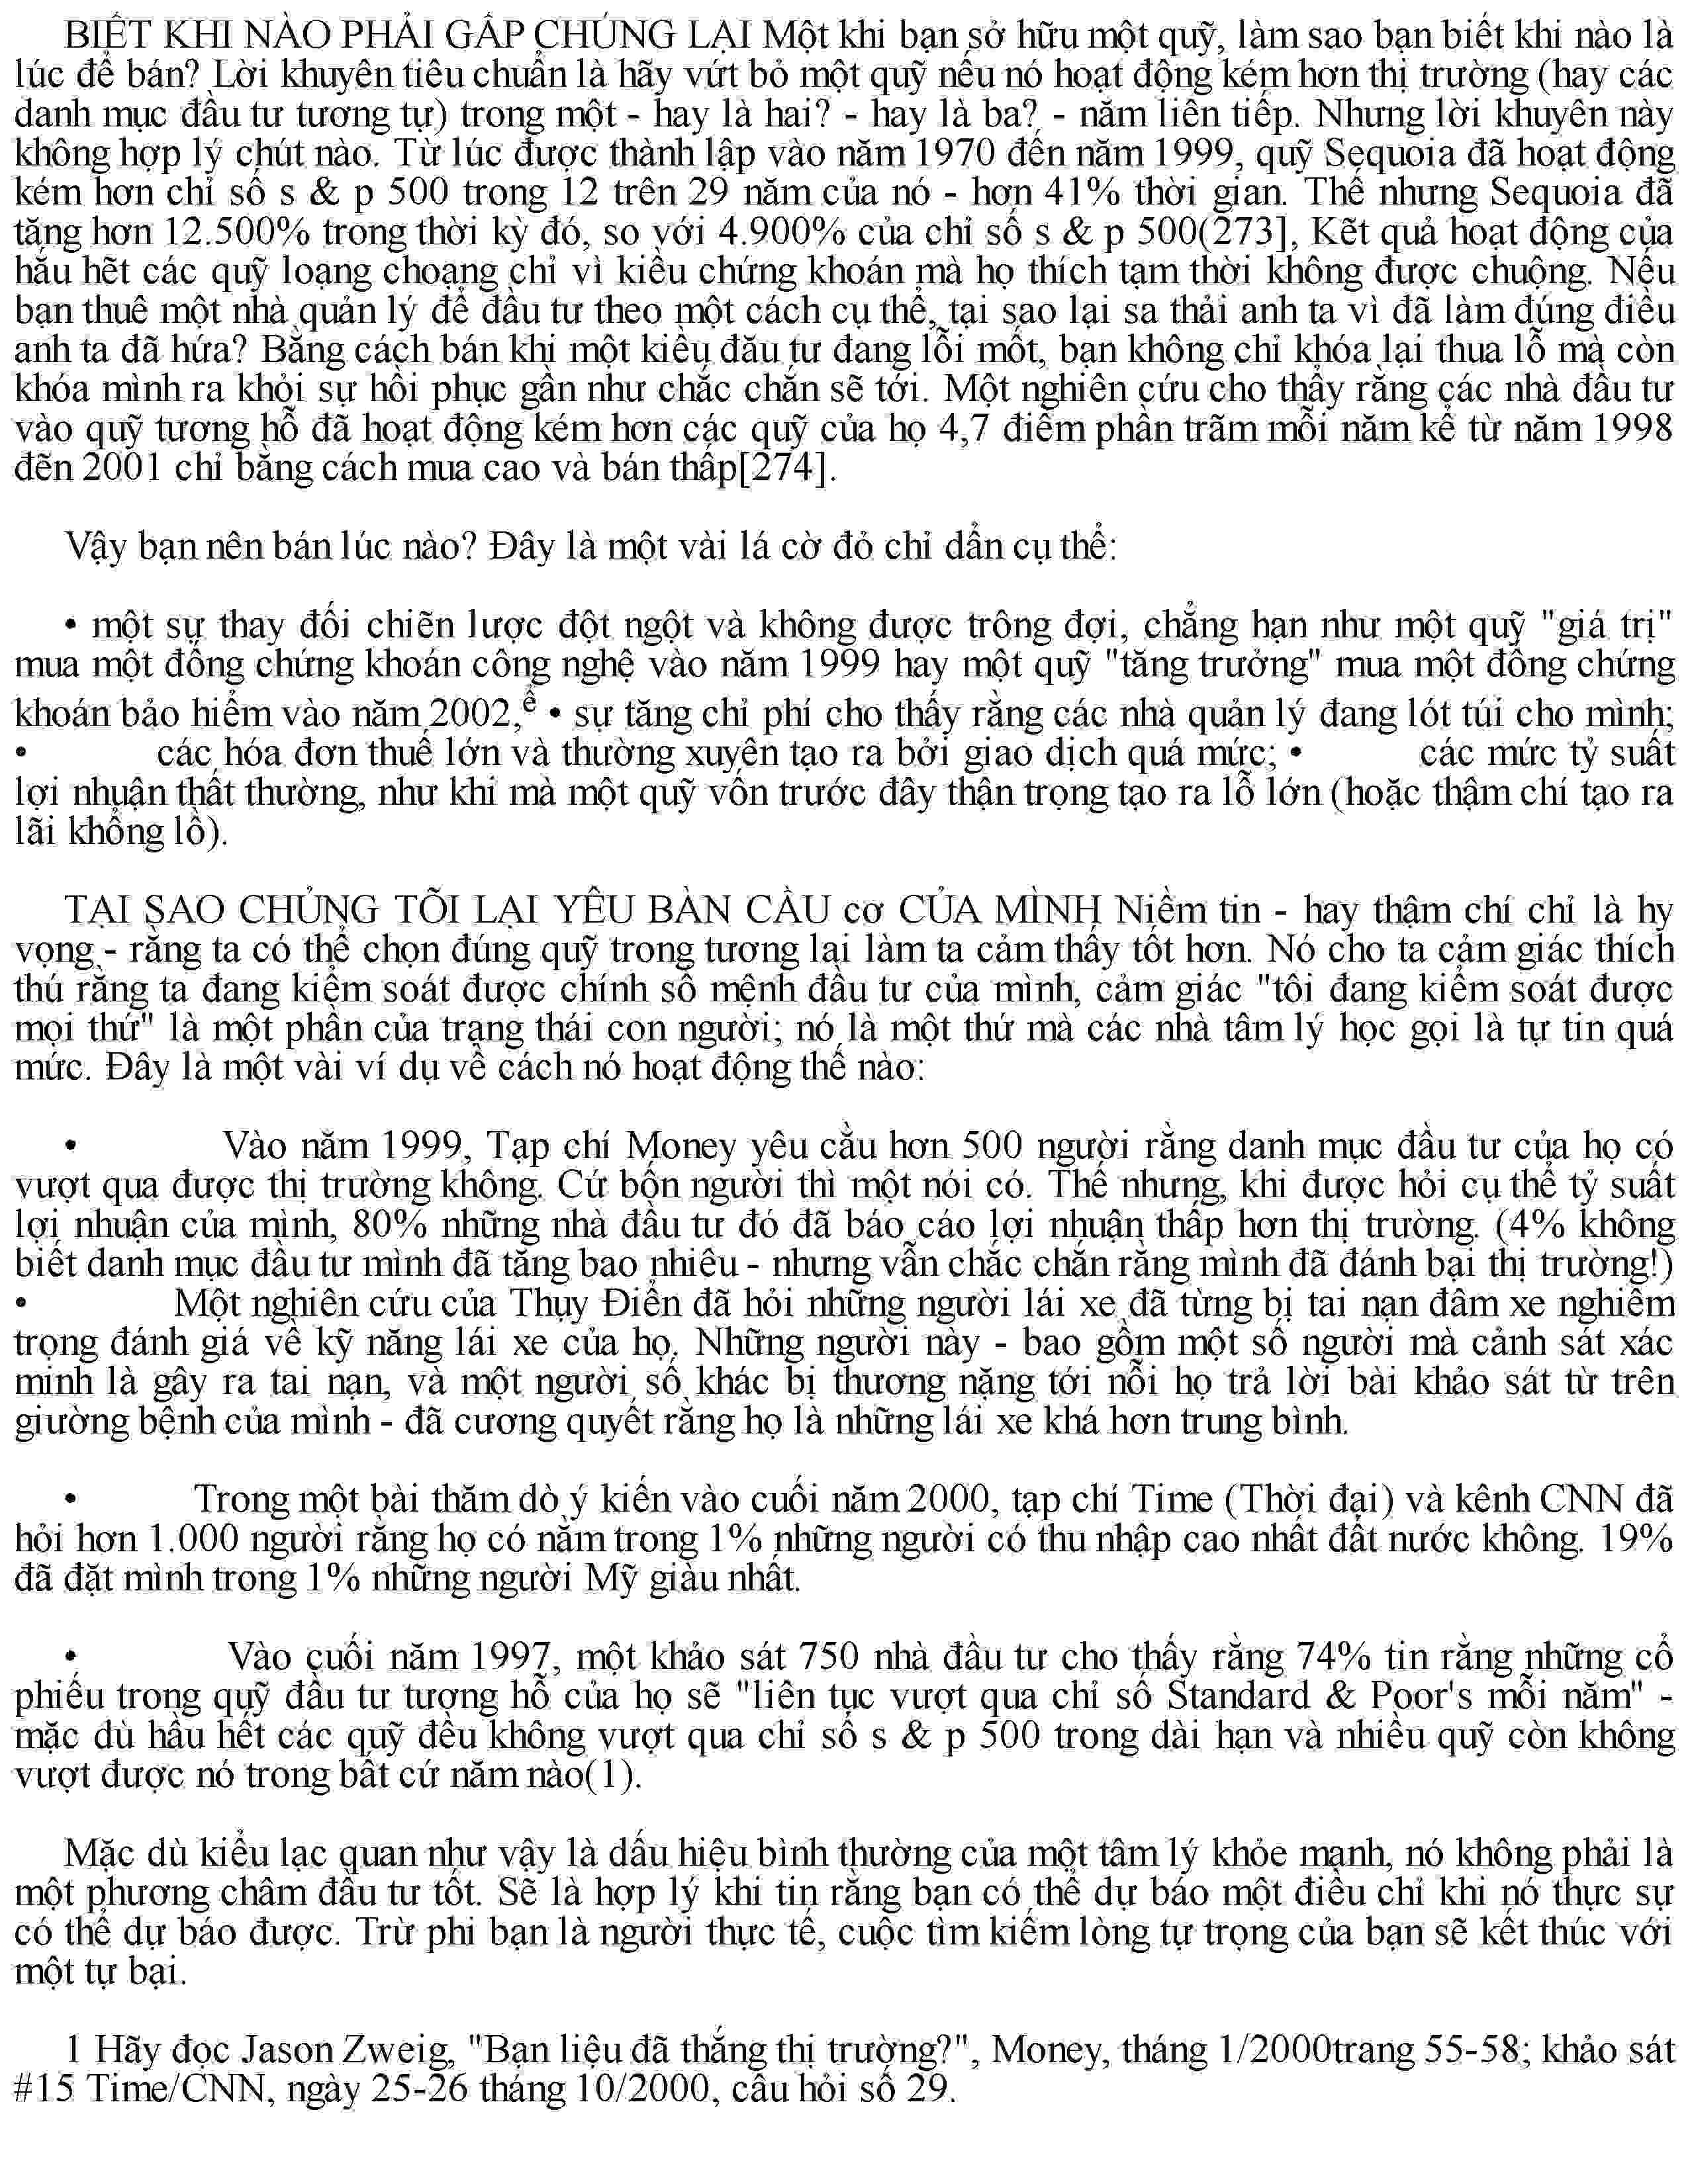 BIẾT KHI NÀO PHẢI GẤP CHÚNG LẠI Một khi bạn sở hữu một quỹ, làm sao bạn biết khi nào là
lúc để bán? Lời khuyên tiêu chuẩn là hãy vứt bỏ một quỹ nếu nó hoạt động kém hơn thị trường (hay các
danh mục đầu tư tương tự) trong một - hay là hai? - hay là ba? - năm liên tiếp. Nhưng lời khuyên này
không hợp lý chút nào. Từ lúc được thành lập vào năm 1970 đến năm 1999, quỹ Sequoia đã hoạt động
kém hơn chỉ số s & p 500 trong 12 trên 29 năm của nó - hơn 41% thời gian. Thế nhưng Sequoia đã
tăng hơn 12.500% trong thời kỳ đó, so với 4.900% của chỉ số s & p 500(273], Kẽt quả hoạt động của
hầu hẽt các quỹ loạng choạng chỉ vì kiểu chứng khoán mà họ thích tạm thời không được chuộng. Nếu
bạn thuê một nhà quản lý để đầu tư theo một cách cụ thể, tại sao lại sa thải anh ta vì đã làm đúng điều
anh ta đã hứa? Bằng cách bán khi một kiểu đầu tư đang lỗi mốt, bạn không chỉ khóa lại thua lỗ mà còn
khóa mình ra khỏi sự hồi phục gần như chắc chắn sẽ tới. Một nghiên cứu cho thấy rằng các nhà đầu tư
vào quỹ tương hỗ đã hoạt động kém hơn các quỹ của họ 4,7 điểm phần trăm mỗi năm kể từ năm 1998
đẽn 2001 chỉ bằng cách mua cao và bán thấp[274].
Vậy bạn nên bán lúc nào? Đây là một vài lá cờ đỏ chỉ dẩn cụ thể:
• một sự thay đổi chiẽn lược đột ngột và không được trông đợi, chẳng hạn như một quỹ "giá trị"
mua một đống chứng khoán công nghệ vào năm 1999 hay một quỹ "tăng trưởng" mua một đống chứng
khoán bảo hiểm vào năm 2002,ể • sự tăng chi phí cho thấy rằng các nhà quản lý đang lót túi cho mình;
• các hóa đơn thuế lớn và thường xuyên tạo ra bởi giao dịch quá mức; • các mức tỷ suất
lợi nhuận thất thường, như khi mà một quỹ vốn trước đây thận trọng tạo ra lỗ lớn (hoặc thậm chí tạo ra
lãi khổng lồ).
TẠI SAO CHỦNG TÕI LẠI YÊU BÀN CẦU cơ CỦA MÌNH Niềm tin - hay thậm chí chỉ là hy
vọng - rằng ta có thể chọn đúng quỹ trong tương lai làm ta cảm thấy tốt hơn. Nó cho ta cảm giác thích
thú rằng ta đang kiểm soát được chính số mệnh đầu tư của mình, cảm giác "tôi đang kiểm soát được
mọi thứ" là một phần của trạng thái con người; nó là một thứ mà các nhà tâm lý học gọi là tự tin quá
mức. Đây là một vài ví dụ về cách nó hoạt động thế nào:
• Vào năm 1999, Tạp chí Money yêu cầu hơn 500 người rằng danh mục đầu tư của họ có
vượt qua được thị trường không. Cứ bốn người thì một nói có. Thế nhưng, khi được hỏi cụ thể tỷ suất
lợi nhuận của mình, 80% những nhà đầu tư đó đã báo cáo lợi nhuận thấp hơn thị trường. (4% không
biết danh mục đầu tư mình đã tăng bao nhiêu - nhưng vẫn chắc chắn rằng mình đã đánh bại thị trường!)
• Một nghiên cứu của Thụy Điển đã hỏi những người lái xe đã từng bị tai nạn đâm xe nghiêm
trọng đánh giá về kỹ năng lái xe của họ. Những người này - bao gồm một số người mà cảnh sát xác
minh là gây ra tai nạn, và một người số khác bị thương nặng tới nỗi họ trả lời bài khảo sát từ trên
giường bệnh của mình - đã cương quyết rằng họ là những lái xe khá hơn trung bình.
• Trong một bài thăm dò ý kiến vào cuối năm 2000, tạp chí Time (Thời đại) và kênh CNN đã
hỏi hơn 1.000 người rằng họ có nằm trong 1% những người có thu nhập cao nhất đất nước không. 19%
đã đặt mình trong 1% những người Mỹ giàu nhất.
• Vào cuối năm 1997, một khảo sát 750 nhà đầu tư cho thấy rằng 74% tin rằng những cổ
phiếu trong quỹ đầu tư tương hỗ của họ sẽ "liên tục vượt qua chỉ số Standard & Poor's mỗi năm" -
mặc dù hầu hết các quỹ đều không vượt qua chỉ số s & p 500 trong dài hạn và nhiều quỹ còn không
vượt được nó trong bất cứ năm nào(1).
Mặc dù kiểu lạc quan như vậy là dấu hiệu bình thường của một tâm lý khỏe mạnh, nó không phải là
một phương châm đầu tư tốt. Sẽ là hợp lý khi tin rằng bạn có thể dự báo một điều chỉ khi nó thực sự
có thể dự báo được. Trừ phi bạn là người thực tế, cuộc tìm kiếm lòng tự trọng của bạn sẽ kết thúc với
một tự bại.
1 Hãy đọc Jason Zweig, "Bạn liệu đã thắng thị trường?", Money, tháng 1/2000trang 55-58; khảo sát
#15 Time/CNN, ngày 25-26 tháng 10/2000, câu hỏi số 29.